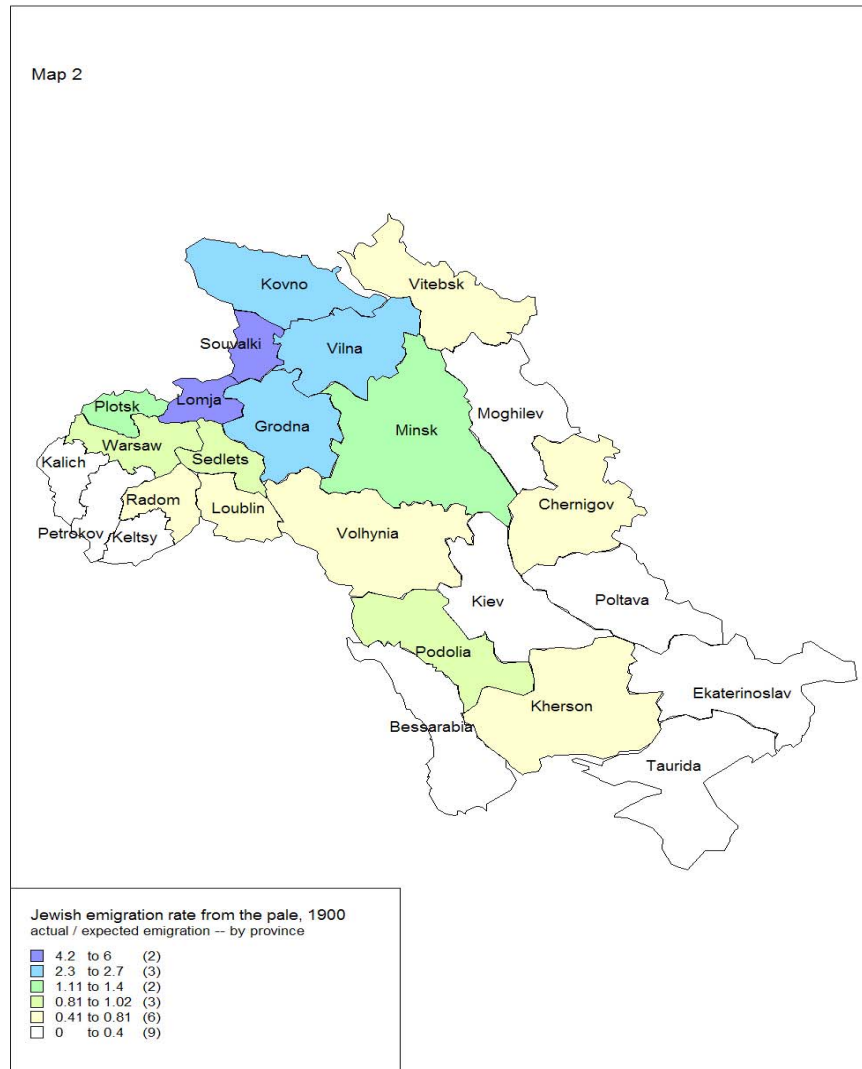 Map 2
Kovno
Vitebsk
Souvalki
Vilna
Lomja
Plotsk
Moghilev
Grodna
Minsk
Warsaw
Sedlets
Kalich
Radom
Loublin
Chernigov
Petrokov
Keltsy
Volhynia
Kiev
Poltava
Podolia
Ekaterinoslav
Kherson
Bessarabia
Taurida
Jewish emigration rate from the pale, 1900
actual / expected emigration -- by province
4.2 to 6 (2)
2.3 to 2.7 (3)
1.11 to 1.4 (2)
0.81 to 1.02 (3)
0.41 to 0.81 (6)
0 to 0.4 (9)